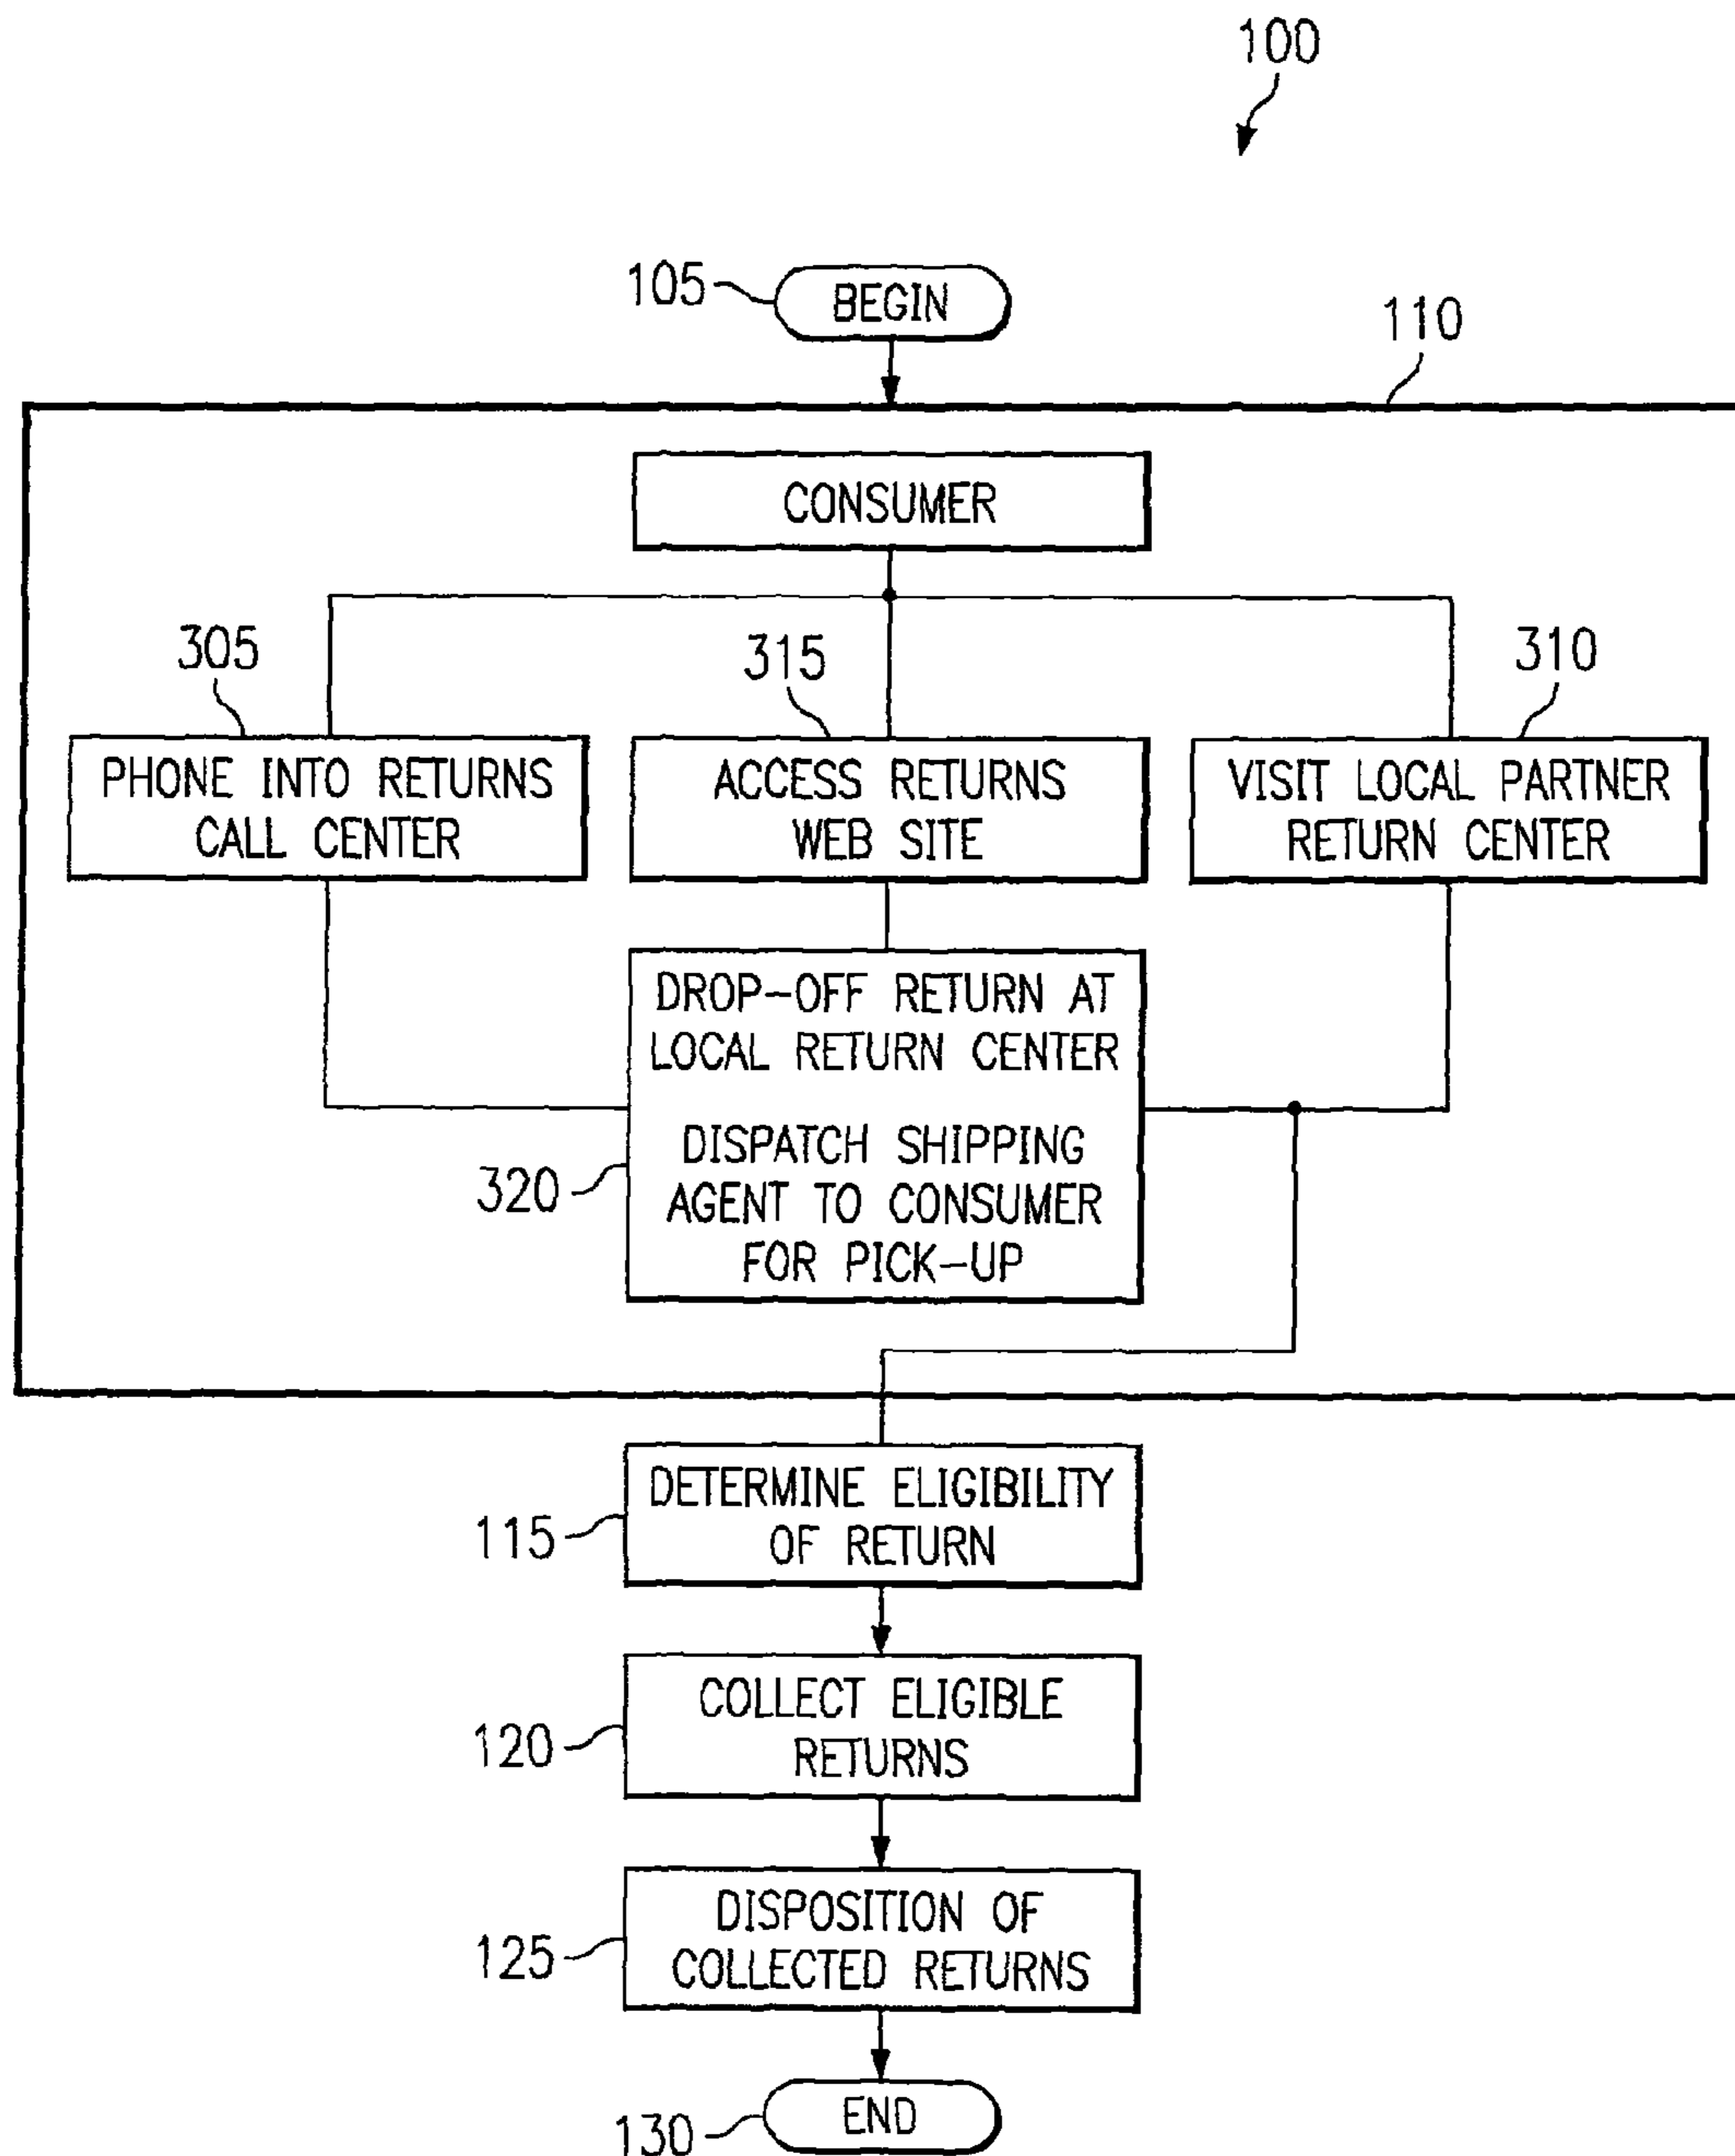 100
105
BEGIN
110
CONSUMER
305
315
310
PHONE INTO RETURNS
CALL CENTER
ACCESS RETURNS
WEB SITE
VISIT LOCAL PARTNER
RETURN CENTER
DROP-OFF RETURN AT
LOCAL RETURN CENTER
DISPATCH SHIPPING
AGENT TO CONSUMER
FOR PICK-UP
320
DETERMINE ELIGIBILITY
OF RETURN
115
COLLECT ELIGIBLE
RETURNS
120
DISPOSITION OF
COLLECTED RETURNS
125
END
130